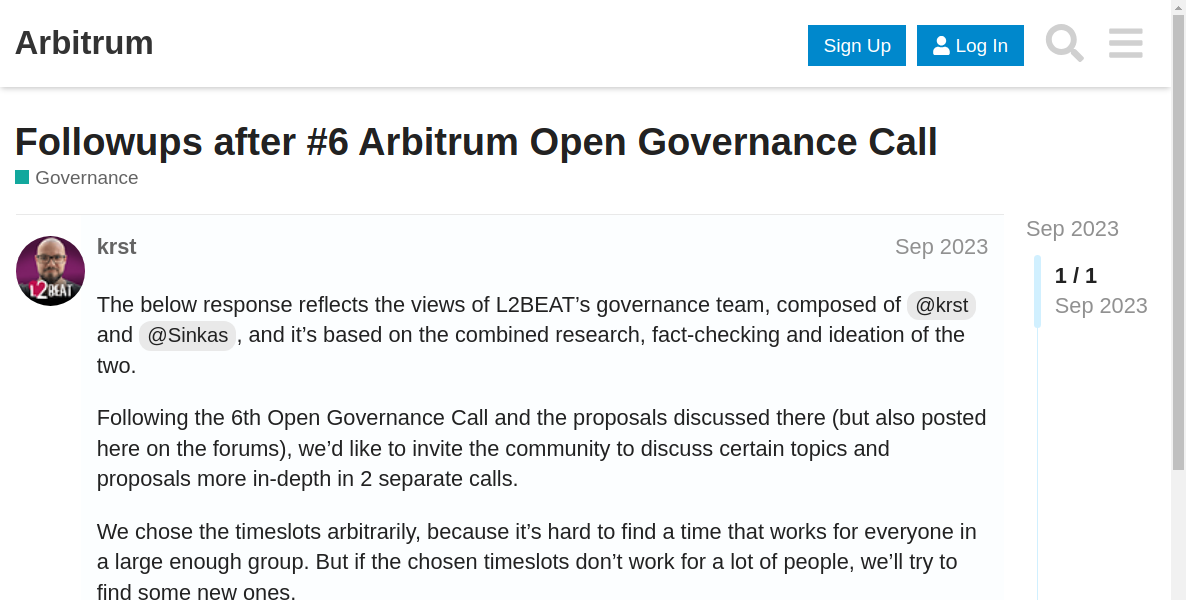 Arbitrum
Sign Up
Log In
Followups after #6 Arbitrum Open Governance Call
Governance
krst
Sep 2023
The below response reflects the views of L2BEAT’s governance team, composed of @krst
and @Sinkas, and it’s based on the combined research, fact-checking and ideation of the
two.
Following the 6th Open Governance Call and the proposals discussed there (but also posted
here on the forums), we’d like to invite the community to discuss certain topics and
proposals more in-depth in 2 separate calls.
We chose the timeslots arbitrarily, because it’s hard to find a time that works for everyone in
a large enough group. But if the chosen timeslots don’t work for a lot of people, we’ll try to
find some new ones.
L2BEAT
Sep 2023
1 / 1
Sep 2023